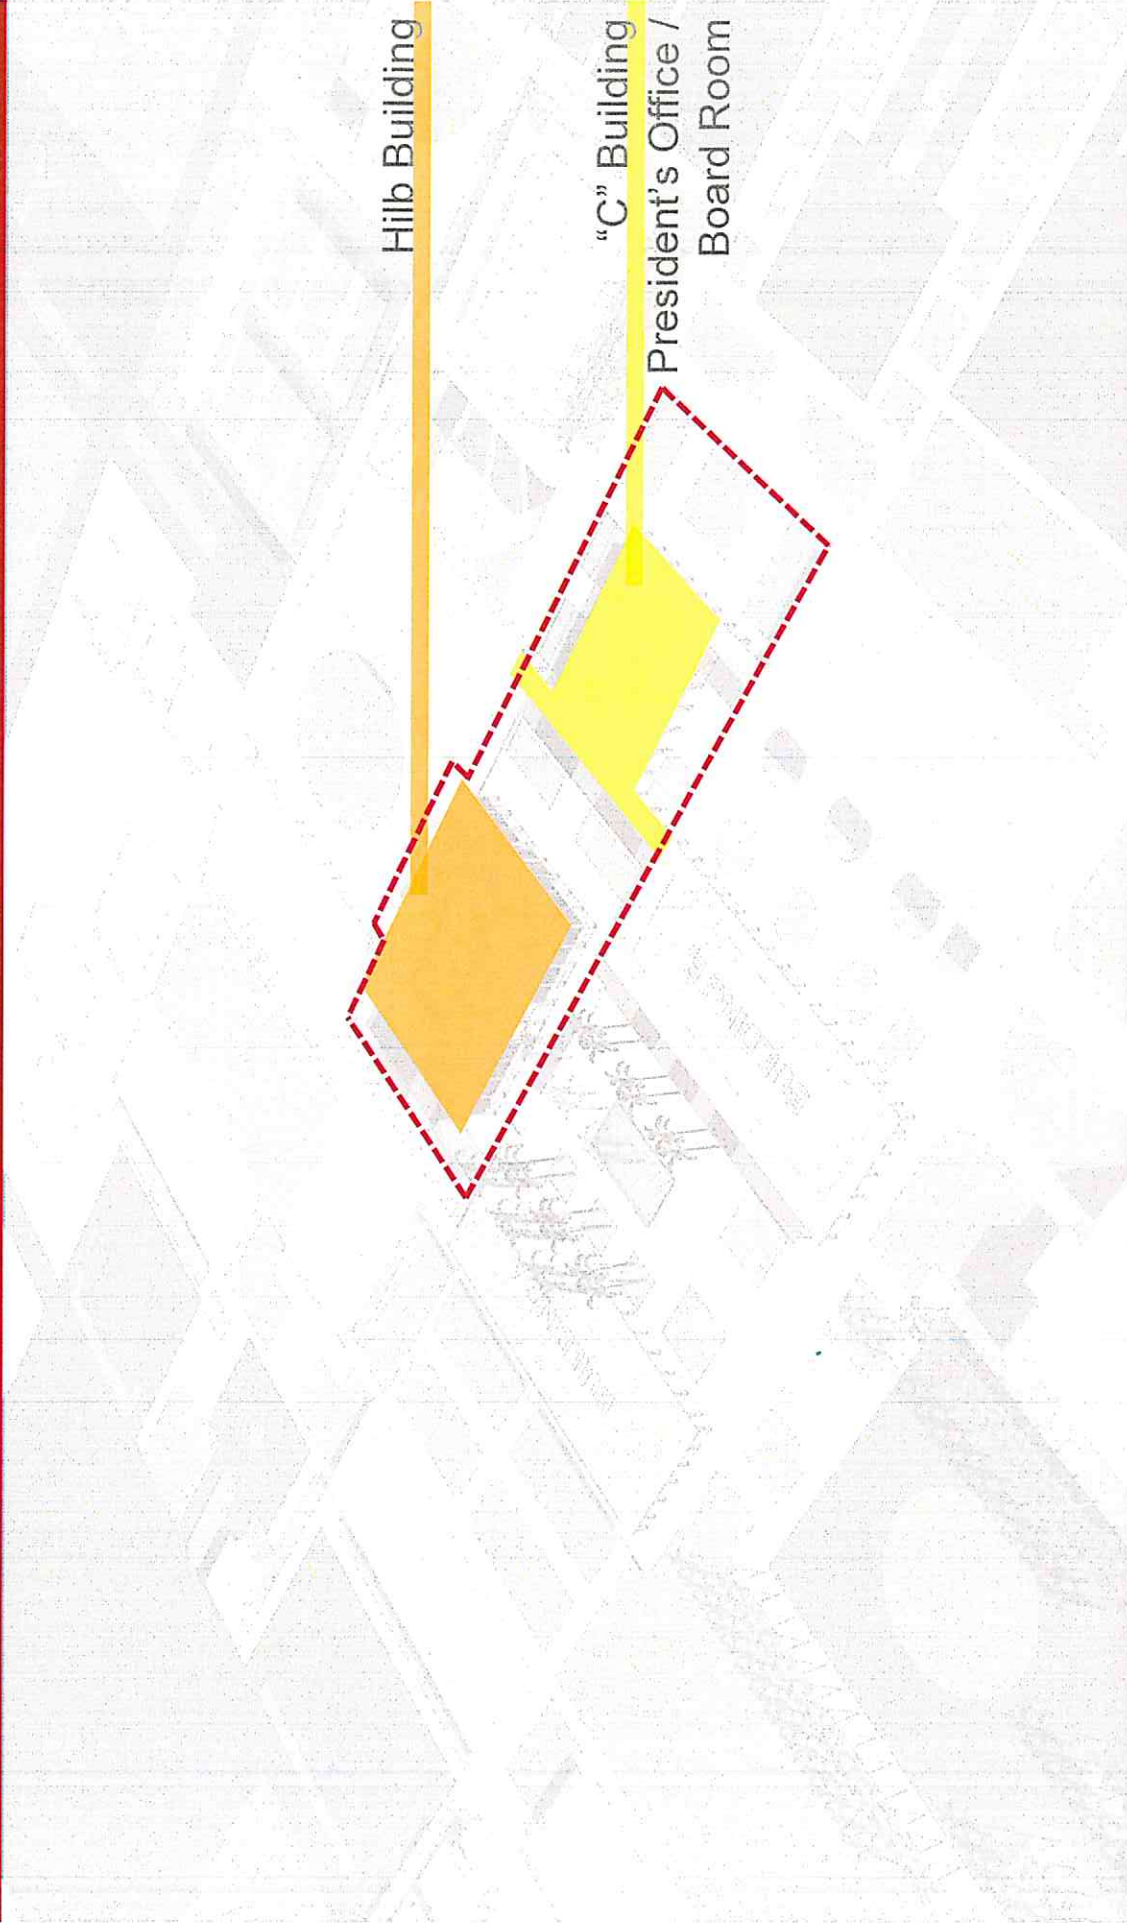 Hilb Building
“C” Building
President's Office /
Board Room